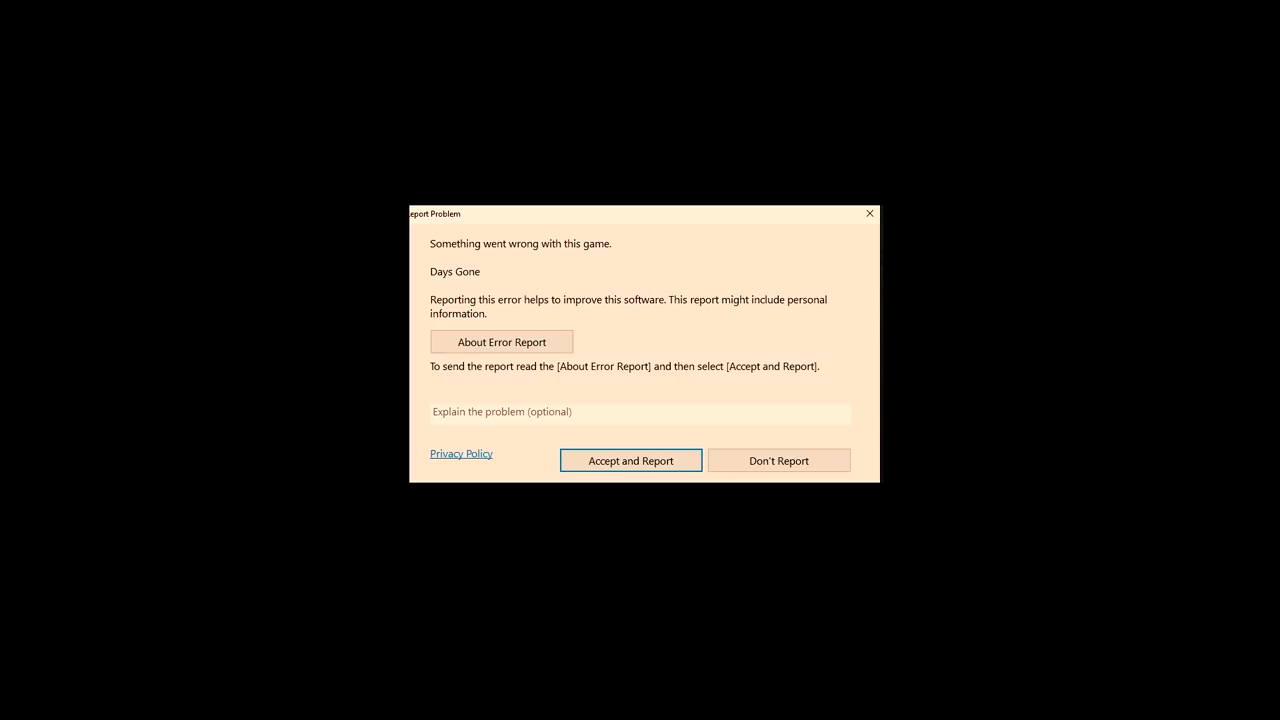 eport Problem
Something went wrong with this game.
Days Gone
Reporting this error helps to improve this software. This report might include personal
information.
About Error Report
To send the report read the [About Error Report] and then select [Accept and Report].
Explain the problem (optional)
Privacy Policy
Accept and Report
Don't Report